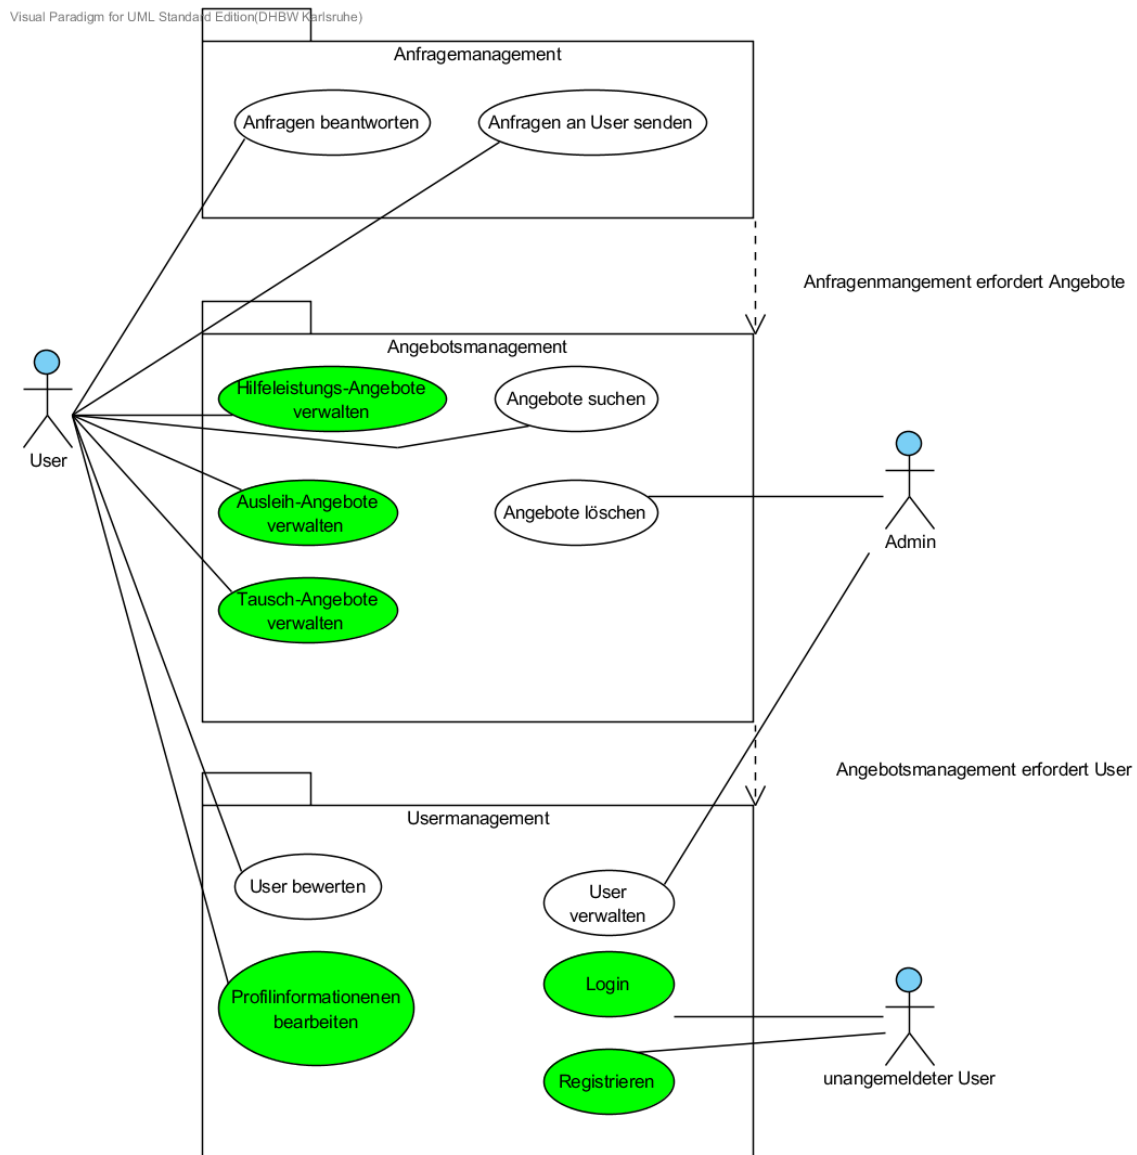 Visual Paradigm for UML Standard Edition(DHBW Karlsruhe)
Anfragemanagement
Anfragen beantworten
Anfragen an User senden
Anfragenmangement erfordert Angebote
Angebotsmanagement
Hilfeleistungs-Angebote
verwalten
Angebote suchen
User
Ausleih-Angebote
verwalten
Angebote löschen
Admin
Tausch-Angebote
verwalten
Angebotsmanagement erfordert User
Usermanagement
User bewerten
User
verwalten
Profilinformationenen
bearbeiten
Login
Registrieren
unangemeldeter User